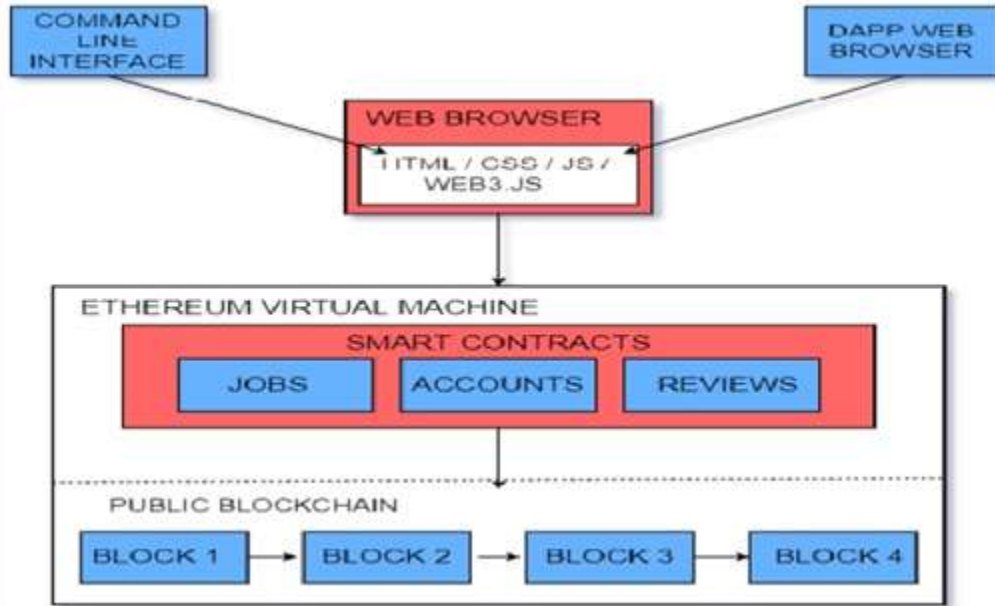 COMMAND
LINE
INTERFACE
DAPP WEB
BROWSER
WEB BROWSER
HTML / CSS / JS /
WEB3.JS
ETHEREUM VIRTUAL MACHINE
SMART CONTRACTS
JOBS
ACCOUNTS
REVIEWS
PUBLIC BLOCKCHAIN
BLOCK 1
BLOCK 2
BLOCK 3
BLOCK 4